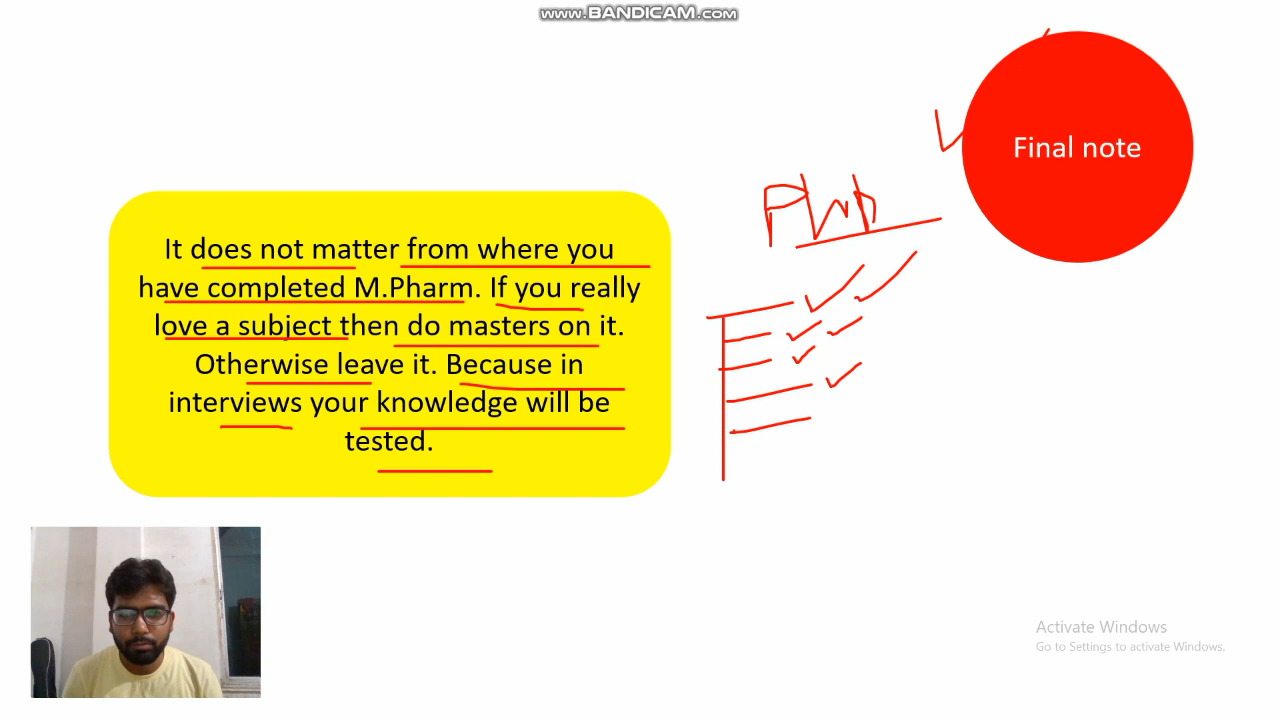 www.BANDICAM.com
Final note
It does not matter from where you
have completed M.Pharm. If you really
love a subject then do masters on it.
Otherwise leave it. Because in
interviews your knowledge will be
tested.
Activate Windows
Go to Settings to activate Windows.